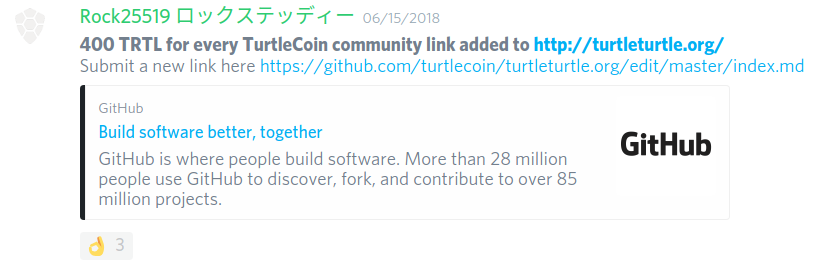 Rock25519 ロックステッディー 06/15/2018
400 TRTL for every TurtleCoin community link added to http://turtleturtle.org/
Submit a new link here https://github.com/turtlecoin/turtleturtle.org/edit/master/index.md
GitHub
Build software better, together
GitHub is where people build software. More than 28 million
people use GitHub to discover, fork, and contribute to over 85
million projects.
GitHub
👌 3